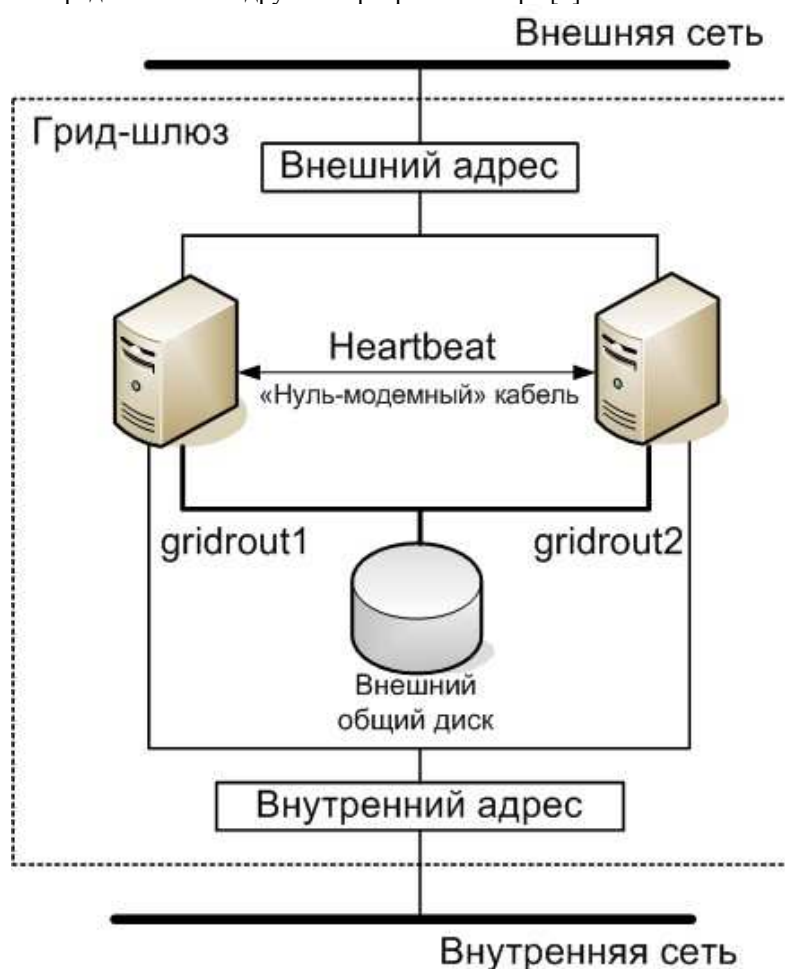 Внешняя сеть
Грид-шлюз
Внешний адрес
Heartbeat
«Нуль-модемный» кабель
gridrout1
gridrout2
Внешний
общий диск
Внутренний адрес
Внутренняя сеть